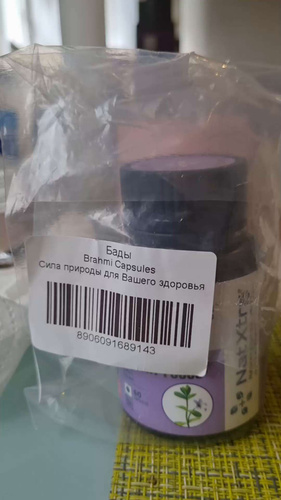 Бады
Brahmi Capsules
Сила природы для Вашего здоровья
8906091689143
NatXtra